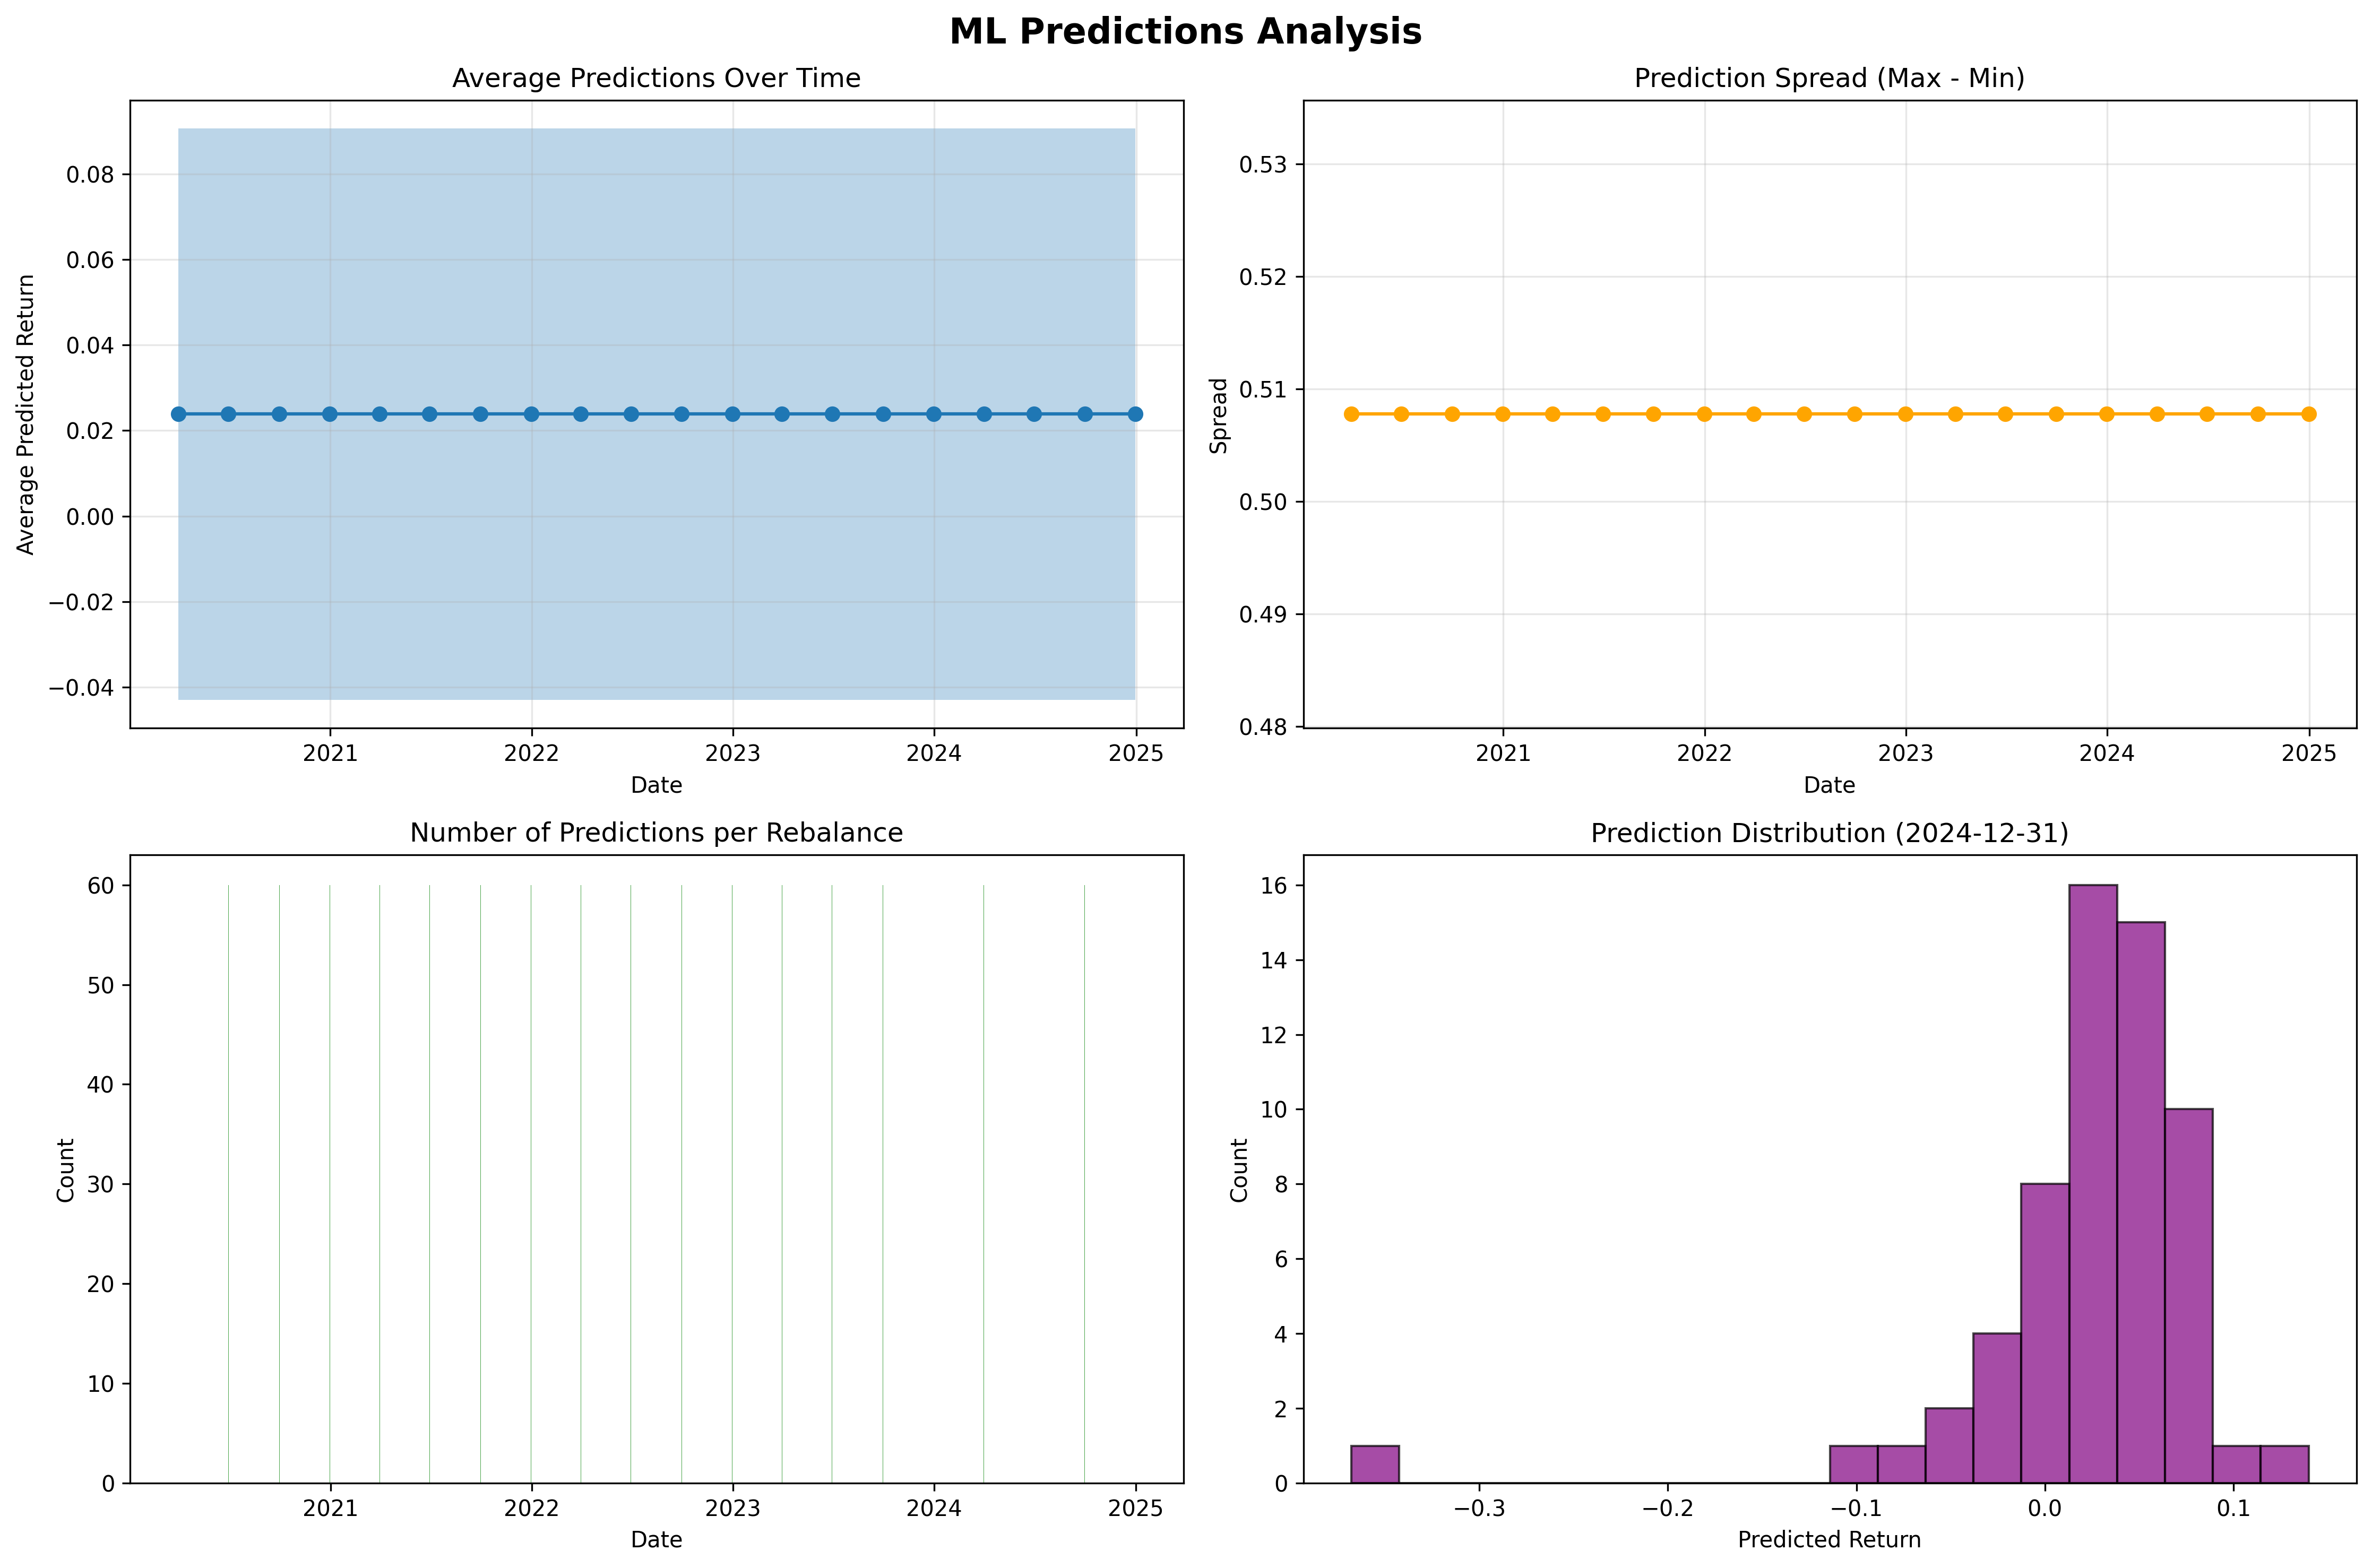 ML Predictions Analysis
Average Predictions Over Time
Average Predicted Return
0.08
0.06
0.04
0.02
0.00
−0.02
−0.04
2021 2022 2023 2024 2025
Date
Prediction Spread (Max - Min)
Spread
0.53
0.52
0.51
0.50
0.49
0.48
2021 2022 2023 2024 2025
Date
Number of Predictions per Rebalance
Count
60
50
40
30
20
10
0
2021 2022 2023 2024 2025
Date
Prediction Distribution (2024-12-31)
Count
16
14
12
10
8
6
4
2
0
−0.3 −0.2 −0.1 0.0 0.1
Predicted Return